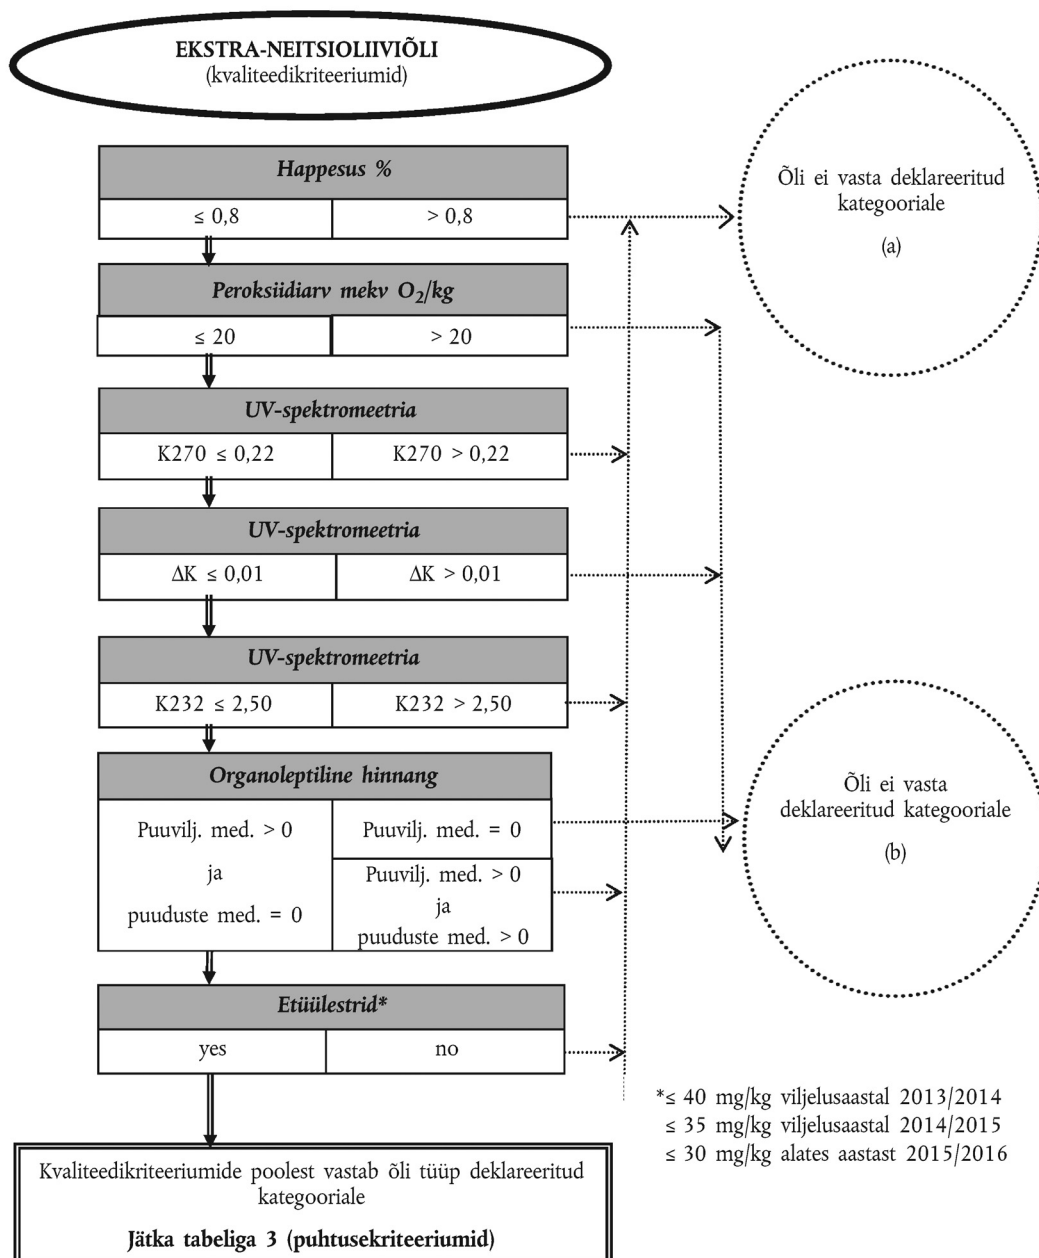 EKSTRA-NEITSIOLIIVIÕLI
(kvaliteedikriteeriumid)
Happesus %
≤ 0,8
> 0,8
Õli ei vasta deklareeritud
kategooriale
(a)
Peroksiidiarv mekv O₂/kg
≤ 20
> 20
UV-spektromeetria
K270 ≤ 0,22
K270 > 0,22
UV-spektromeetria
ΔK ≤ 0,01
ΔK > 0,01
UV-spektromeetria
K232 ≤ 2,50
K232 > 2,50
Organoleptiline hinnang
Puuvilj. med. > 0
ja
puuduste med. = 0
Puuvilj. med. = 0
Puuvilj. med. > 0
ja
puuduste med. > 0
Õli ei vasta
deklareeritud kategooriale
(b)
Etüülestrid*
yes
no
*≤ 40 mg/kg viljelusaastal 2013/2014
≤ 35 mg/kg viljelusaastal 2014/2015
≤ 30 mg/kg alates aastast 2015/2016
Kvaliteedikriteeriumide poolest vastab õli tüüp deklareeritud
kategooriale
Jätka tabeliga 3 (puhtusekriteeriumid)